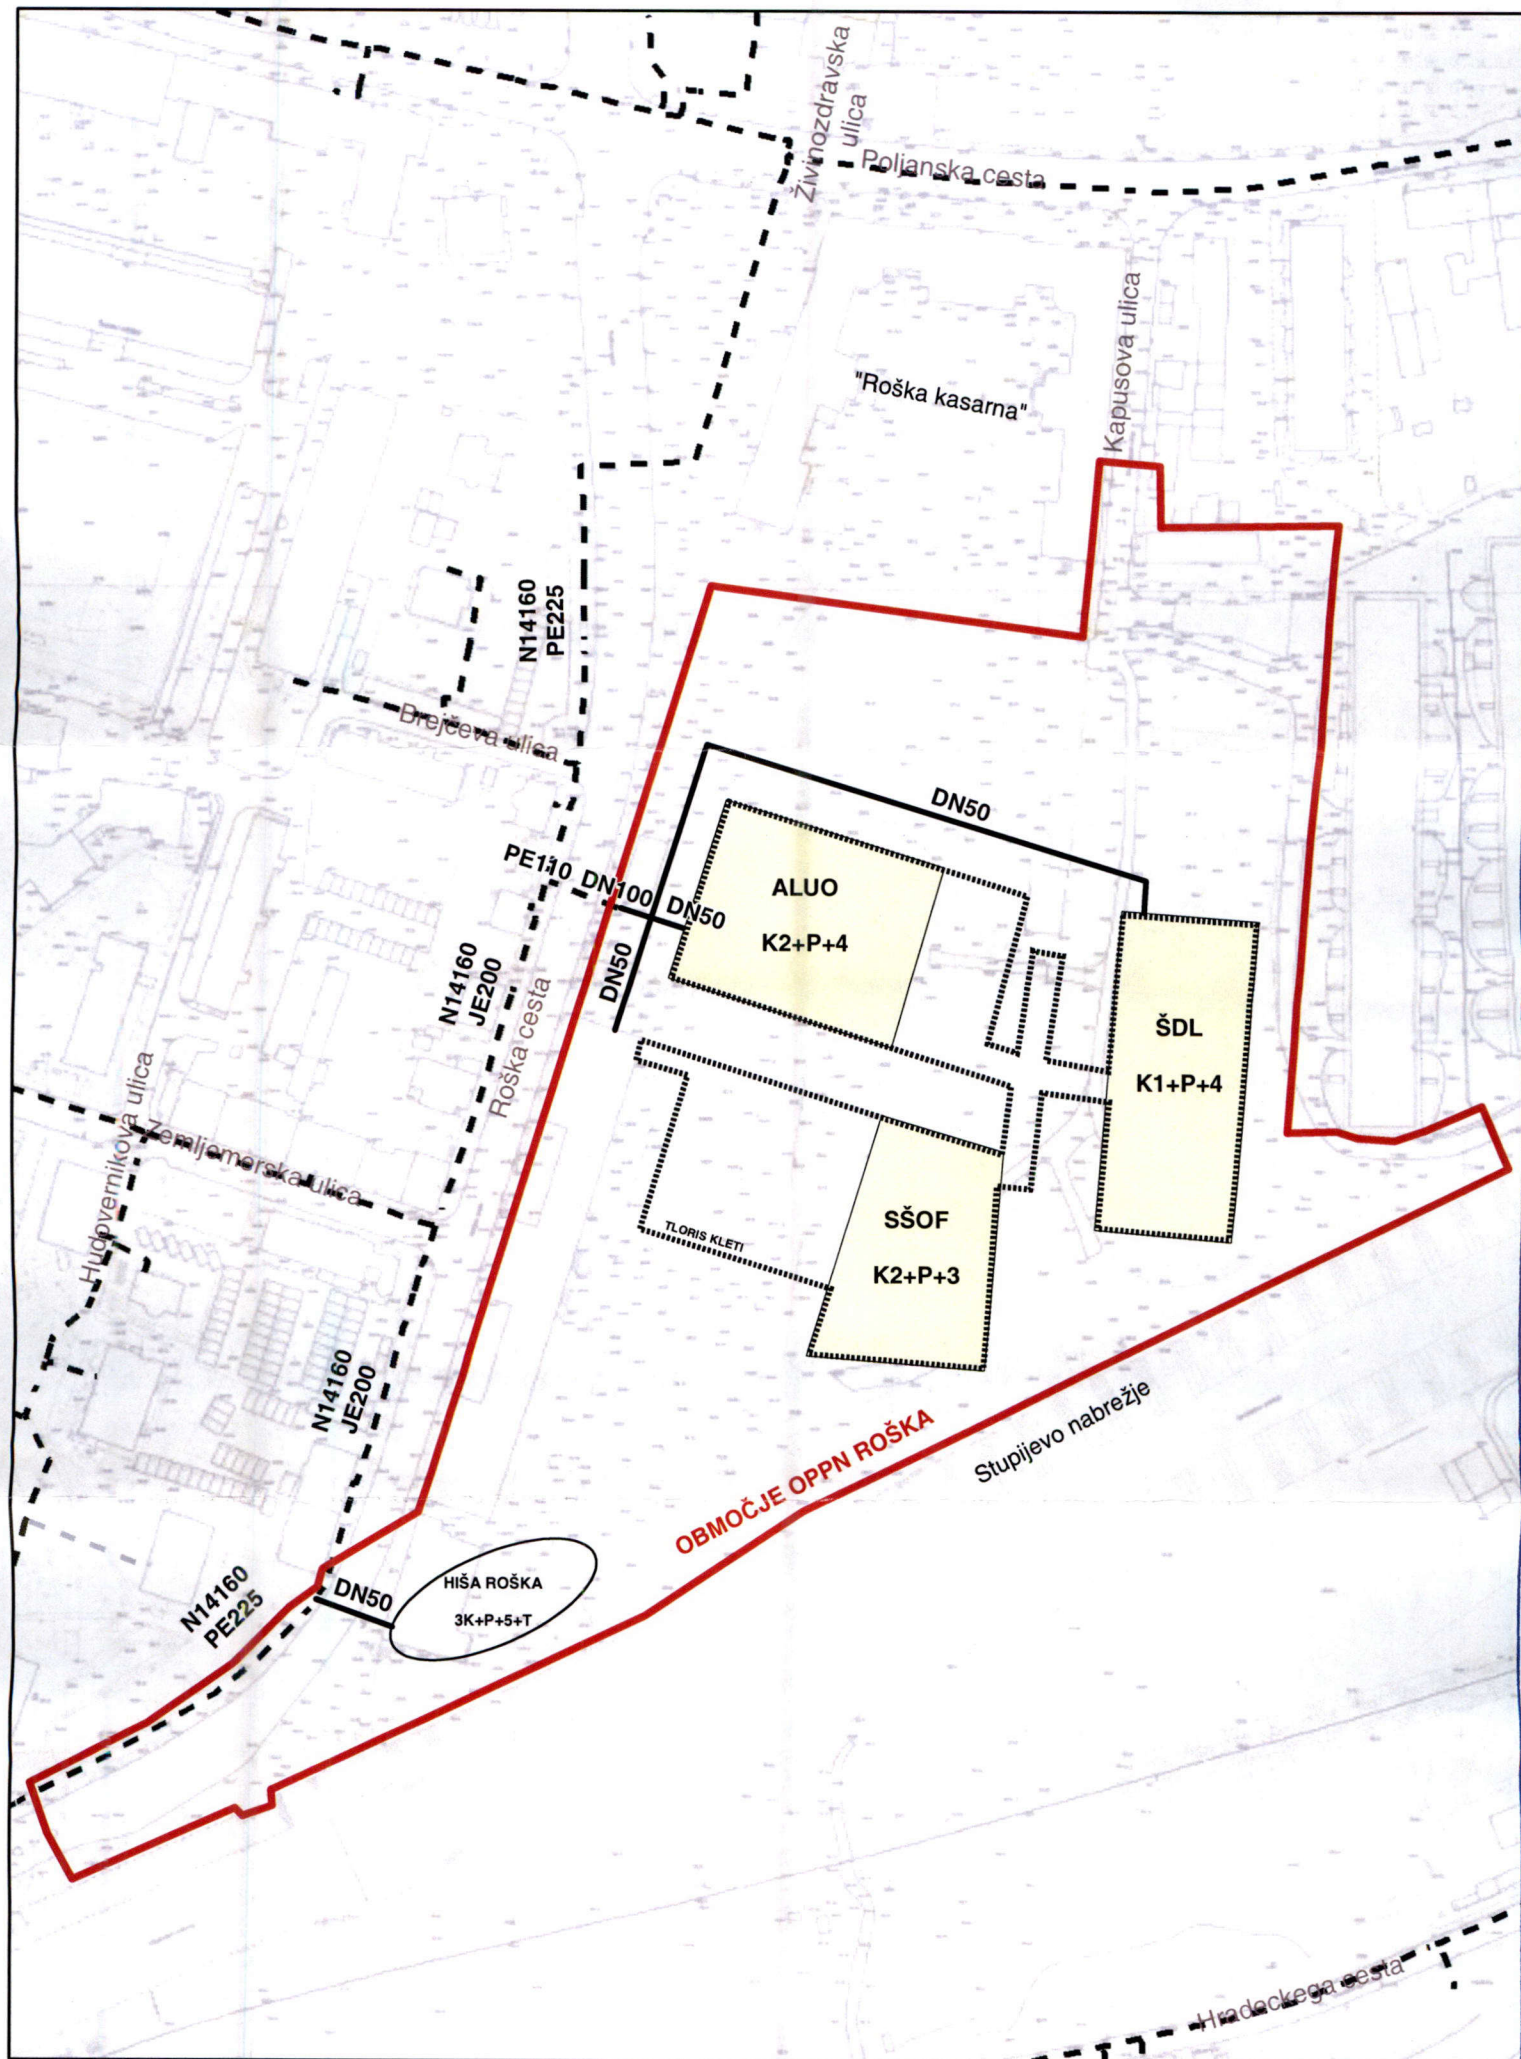 Živinozdravska
ulica
Poljanska cesta
Kapusova ulica
"Roška kasarna"
N14160
PE225
Brejčeva ulica
DN50
PE110 DN100 DN50
ALUO
K2+P+4
DN50
N14160
JE200
Roška cesta
ŠDL
K1+P+4
Hudovernikova ulica
Zemljemerska ulica
SŠOF
K2+P+3
TLORIS KLETI
N14160
JE200
OBMOČJE OPPN ROŠKA
Stupijevo nabrežje
N14160
PE225
DN50
HIŠA ROŠKA
3K+P+5+T
Hradeckega cesta